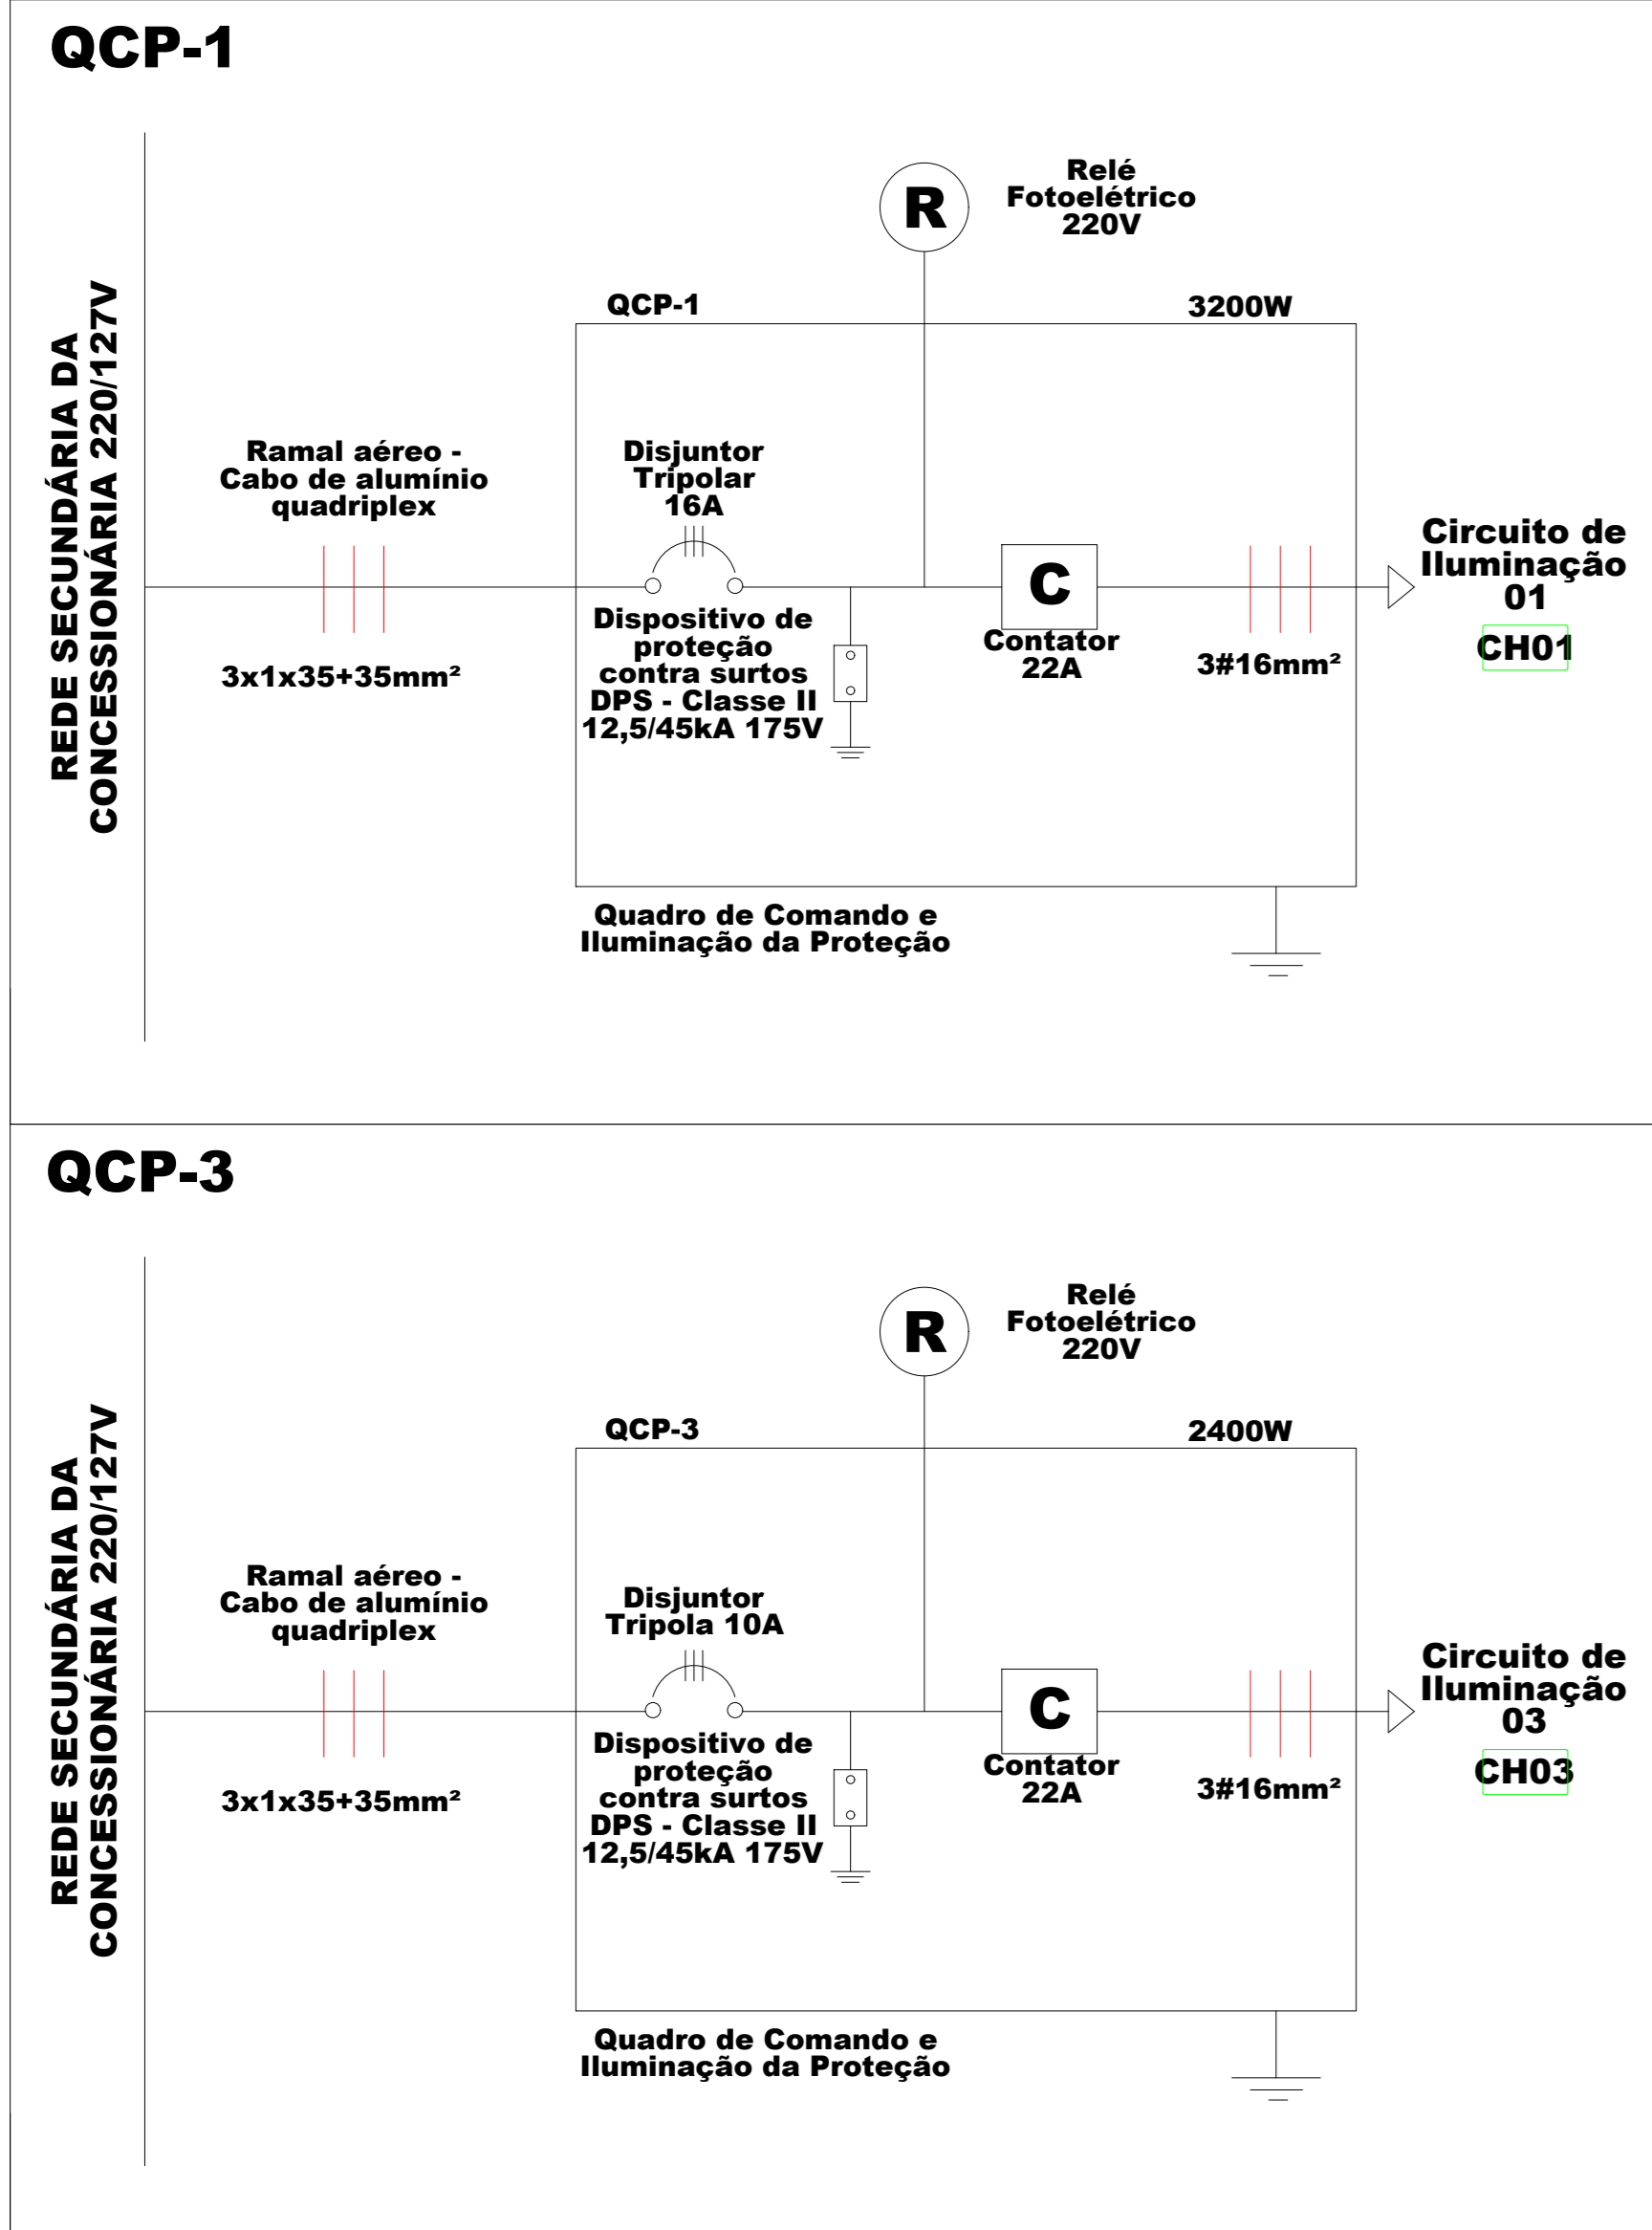 QCP-1
REDE SECUNDÁRIA DA
CONCESSIONÁRIA 220/127V
Ramal aéreo -
Cabo de alumínio
quadriplex
3x1x35+35mm²
R
Relé
Fotoelétrico
220V
QCP-1
3200W
Disjuntor
Tripolar
16A
Dispositivo de
proteção
contra surtos
DPS - Classe II
12,5/45kA 175V
C
Contator
22A
3#16mm²
Circuito de
Iluminação
01
CH01
Quadro de Comando e
Iluminação da Proteção
QCP-3
REDE SECUNDÁRIA DA
CONCESSIONÁRIA 220/127V
Ramal aéreo -
Cabo de alumínio
quadriplex
3x1x35+35mm²
R
Relé
Fotoelétrico
220V
QCP-3
2400W
Disjuntor
Tripola 10A
Dispositivo de
proteção
contra surtos
DPS - Classe II
12,5/45kA 175V
C
Contator
22A
3#16mm²
Circuito de
Iluminação
03
CH03
Quadro de Comando e
Iluminação da Proteção